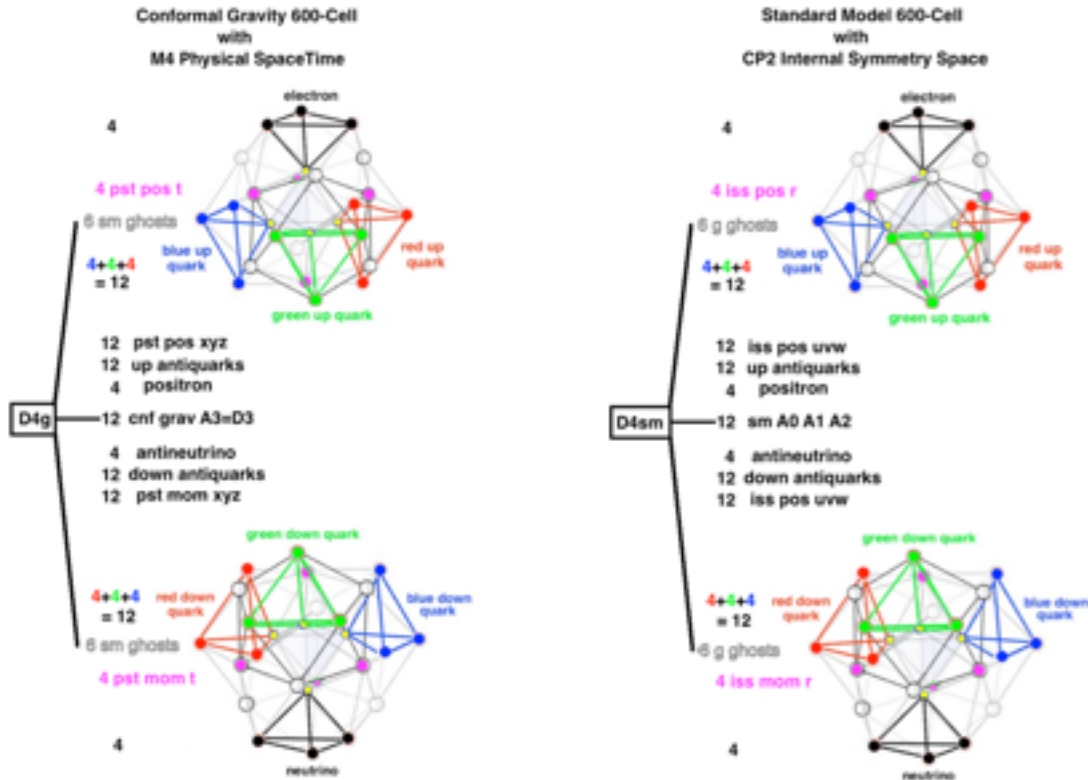 Conformal Gravity 600-Cell
with
M4 Physical SpaceTime
electron
4
4 pst pos t
6 sm ghosts
blue up
quark
red up
quark
4+4+4
= 12
green up quark
12 pst pos xyz
12 up antiquarks
4 positron
D4g
12 cnf grav A3=D3
4 antineutrino
12 down antiquarks
12 pst mom xyz
green down quark
4+4+4
= 12
red down
quark
blue down
quark
6 sm ghosts
4 pst mom t
4
neutrino
Standard Model 600-Cell
with
CP2 Internal Symmetry Space
electron
4
4 iss pos r
6 g ghosts
blue up
quark
red up
quark
4+4+4
= 12
green up quark
12 iss pos uvw
12 up antiquarks
4 positron
D4sm
12 sm A0 A1 A2
4 antineutrino
12 down antiquarks
12 iss pos uvw
green down quark
4+4+4
= 12
red down
quark
blue down
quark
6 g ghosts
4 iss mom r
4
neutrino